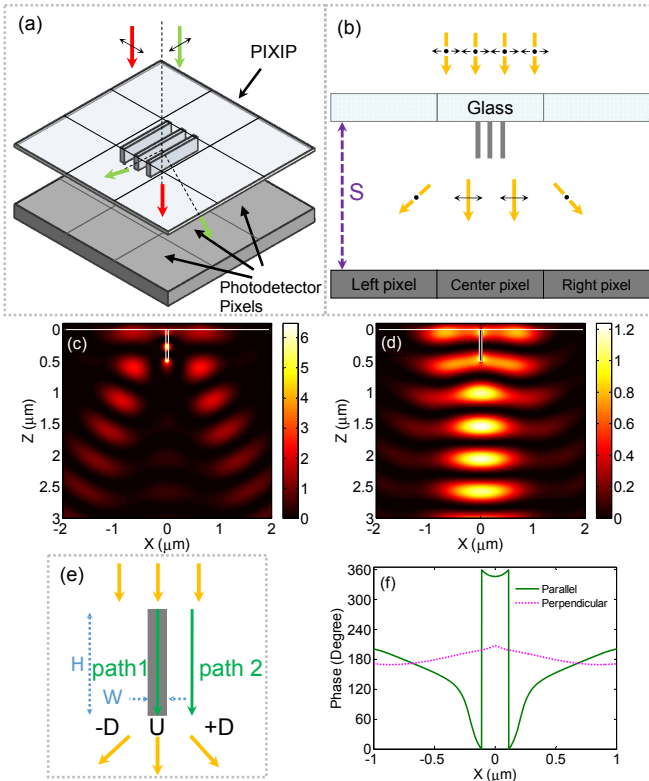 (a)
PIXIP
Photodetector
Pixels
(b)
Glass
S
Left pixel
Center pixel
Right pixel
(c)
0
0.5
1
1.5
2
2.5
3
Z (μm)
-2
-1
0
1
2
X (μm)
6
5
4
3
2
1
0
(d)
0
0.5
1
1.5
2
2.5
3
Z (μm)
-2
-1
0
1
2
X (μm)
1.2
1
0.8
0.6
0.4
0.2
0
(e)
H
path1
path 2
W
-D
U
+D
(f)
360
300
240
180
120
60
0
Phase (Degree)
Parallel
Perpendicular
-1
-0.5
0
0.5
1
X (μm)